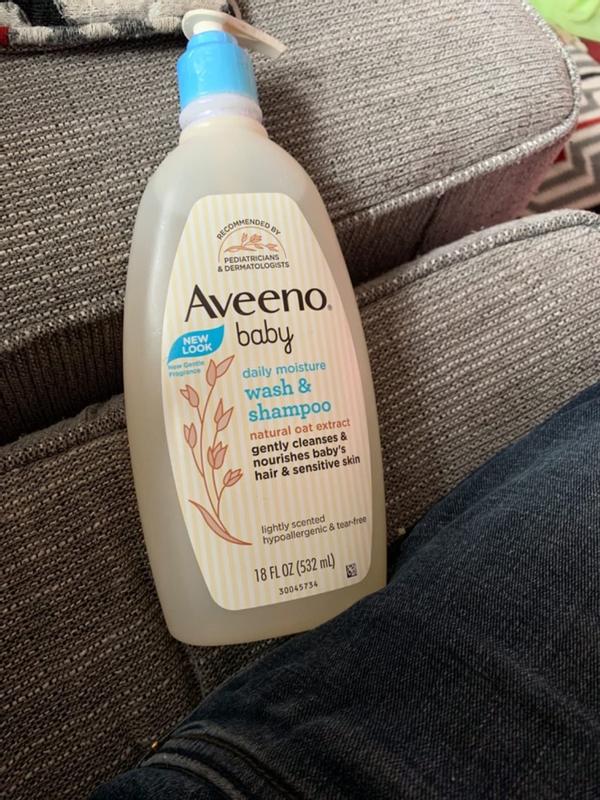 RECOMMENDED BY
PEDIATRICIANS
& DERMATOLOGISTS
Aveeno®
baby
NEW
LOOK
New Gentle
Fragrance
daily moisture
wash &
shampoo
natural oat extract
gently cleanses &
nourishes baby's
hair & sensitive skin
lightly scented
hypoallergenic & tear-free
18 FL OZ (532 mL)
30045734